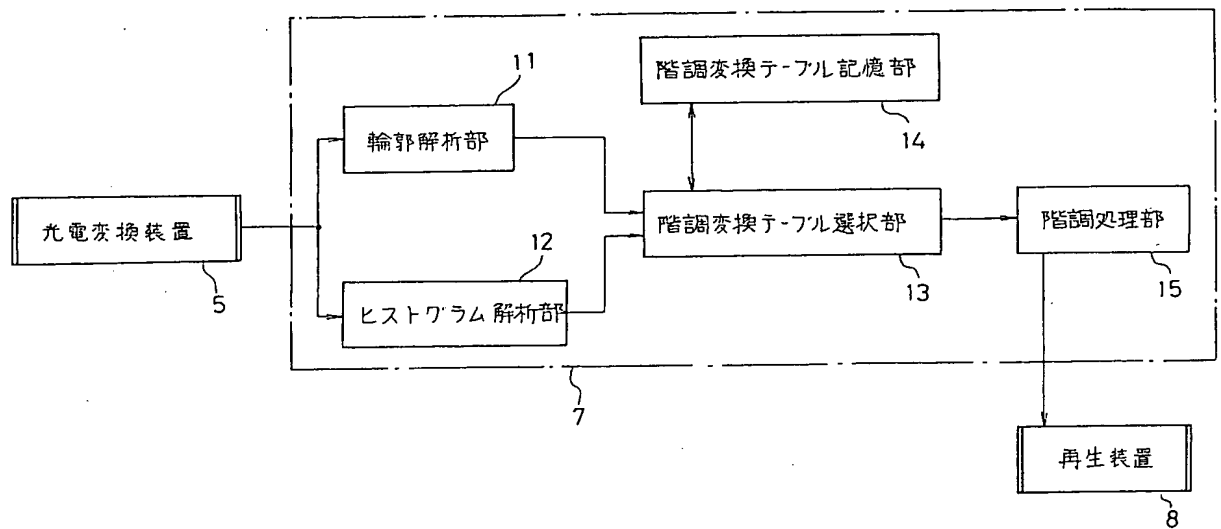 階調変換テーブル記憶部
14
11
輪郭解析部
光電変換装置
5
階調変換テーブル選択部
13
階調処理部
15
12
ヒストグラム解析部
7
再生装置
8